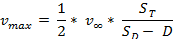 v_max = 1/2 * v_∞ * S_T / (S_D − D)